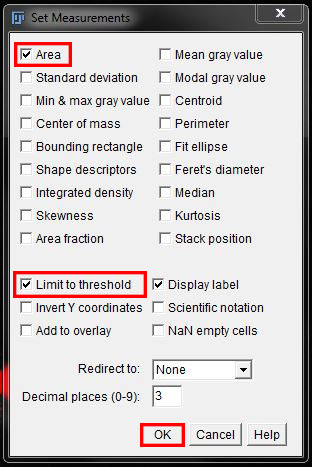 Set Measurements
Area Mean gray value
Standard deviation Modal gray value
Min & max gray value Centroid
Center of mass Perimeter
Bounding rectangle Fit ellipse
Shape descriptors Feret's diameter
Integrated density Median
Skewness Kurtosis
Area fraction Stack position
Limit to threshold Display label
Invert Y coordinates Scientific notation
Add to overlay NaN empty cells
Redirect to: None
Decimal places (0-9): 3
OK Cancel Help